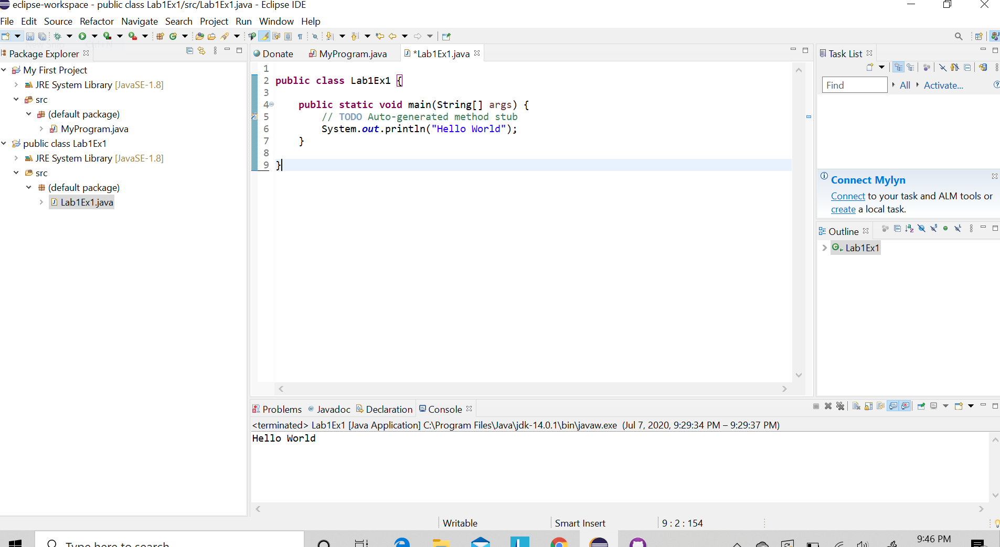 eclipse-workspace - public class Lab1Ex1/src/Lab1Ex1.java - Eclipse IDE
File Edit Source Refactor Navigate Search Project Run Window Help
Package Explorer
My First Project
JRE System Library [JavaSE-1.8]
src
(default package)
MyProgram.java
public class Lab1Ex1
JRE System Library [JavaSE-1.8]
src
(default package)
Lab1Ex1.java
Donate MyProgram.java *Lab1Ex1.java
1
2 public class Lab1Ex1 {
3
4 public static void main(String[] args) {
5 // TODO Auto-generated method stub
6 System.out.println("Hello World");
7 }
8
9 }
Task List
Find All Activate...
Connect Mylyn
Connect to your task and ALM tools or
create a local task.
Outline
Lab1Ex1
Problems @ Javadoc Declaration Console
<terminated> Lab1Ex1 [Java Application] C:\Program Files\Java\jdk-14.0.1\bin\javaw.exe (Jul 7, 2020, 9:29:34 PM – 9:29:37 PM)
Hello World
Writable Smart Insert 9 : 2 : 154
Type here to search
9:46 PM